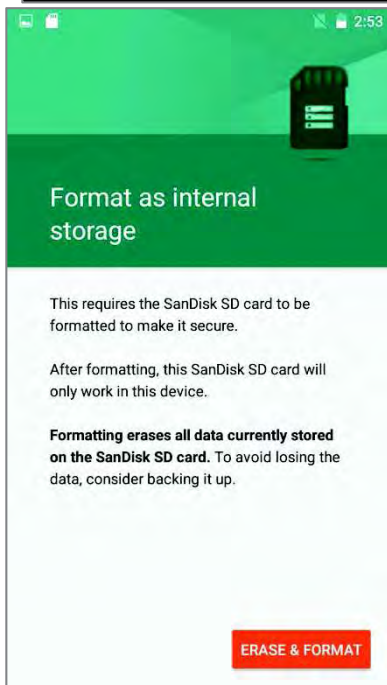 2:53
Format as internal
storage
This requires the SanDisk SD card to be
formatted to make it secure.
After formatting, this SanDisk SD card will
only work in this device.
Formatting erases all data currently stored
on the SanDisk SD card. To avoid losing the
data, consider backing it up.
ERASE & FORMAT